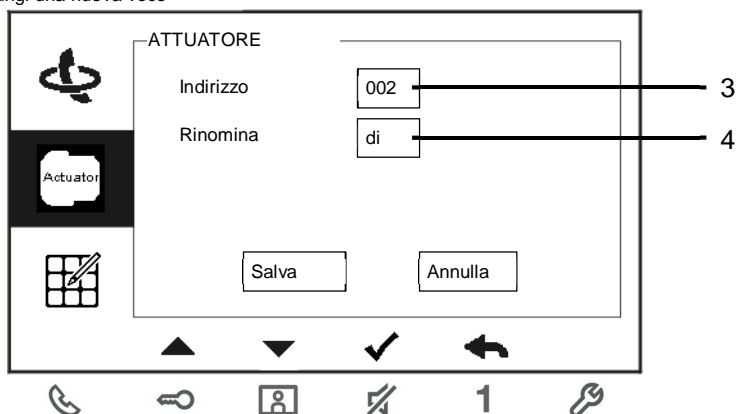 ATTUATORE
Indirizzo 002 3
Rinomina di 4
Actuator
Salva Annulla
1